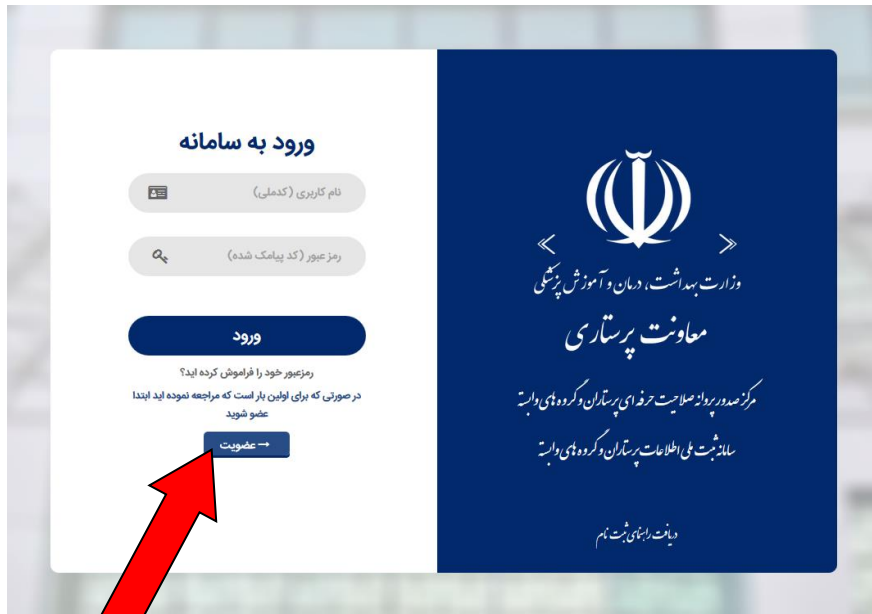 ورود به سامانه
نام کاربری (کدملی)
رمز عبور (کد پیامک شده)
ورود
رمزعبور خود را فراموش کرده اید؟
در صورتی که برای اولین بار است که مراجعه نموده اید ابتدا
عضو شوید
→ عضویت
وزارت بهداشت، درمان و آموزش پزشکی
معاونت پرستاری
مرکز صدور پروانه صلاحیت حرفه ای پرستاران و گروه های وابسته
سامانه ثبت ملی اطلاعات پرستاران و گروه های وابسته
دریافت راهنمای ثبت نام